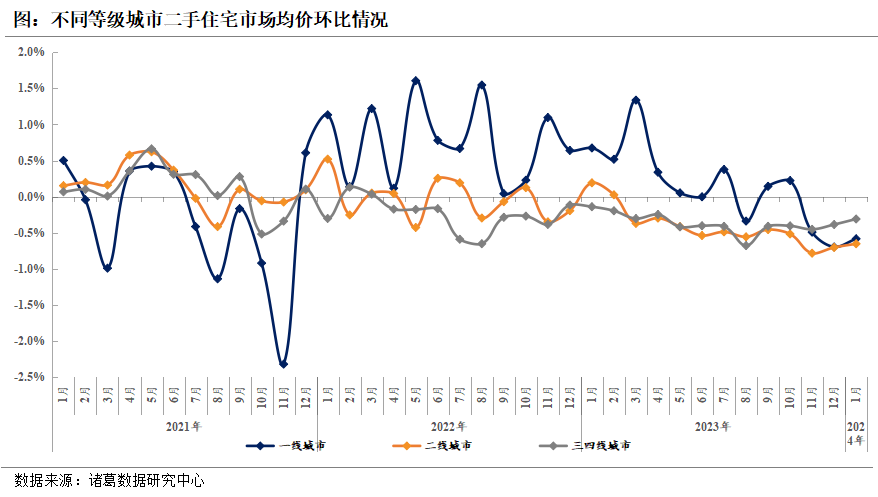 图：不同等级城市二手住宅市场均价环比情况
2.0%
1.5%
1.0%
0.5%
0.0%
-0.5%
-1.0%
-1.5%
-2.0%
-2.5%
1月 2月 3月 4月 5月 6月 7月 8月 9月 10月 11月 12月 1月 2月 3月 4月 5月 6月 7月 8月 9月 10月 11月 12月 1月 2月 3月 4月 5月 6月 7月 8月 9月 10月 11月 12月 1月
2021年 2022年 2023年 202
4年
一线城市 二线城市 三四线城市
数据来源：诸葛数据研究中心